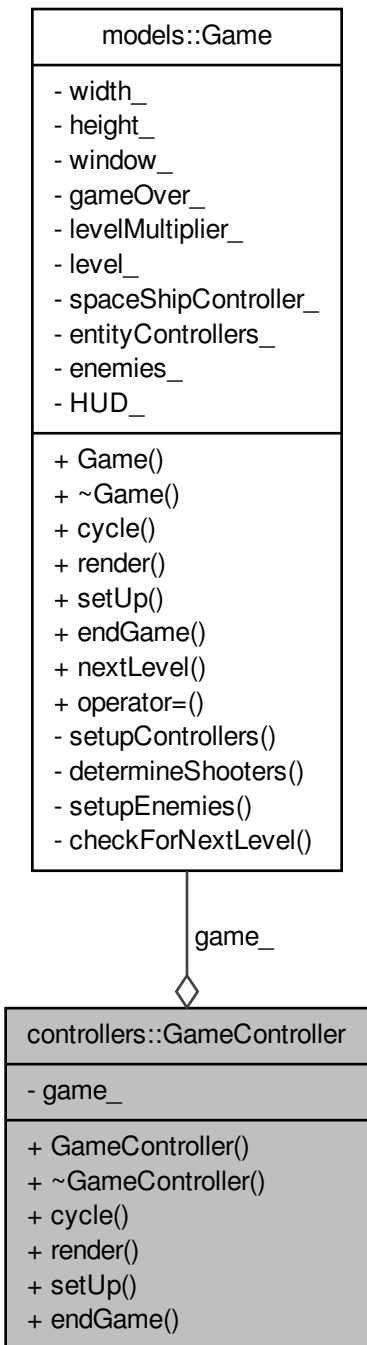 models::Game
- width_
- height_
- window_
- gameOver_
- levelMultiplier_
- level_
- spaceShipController_
- entityControllers_
- enemies_
- HUD_
+ Game()
+ ~Game()
+ cycle()
+ render()
+ setUp()
+ endGame()
+ nextLevel()
+ operator=()
- setupControllers()
- determineShooters()
- setupEnemies()
- checkForNextLevel()
game_
controllers::GameController
- game_
+ GameController()
+ ~GameController()
+ cycle()
+ render()
+ setUp()
+ endGame()